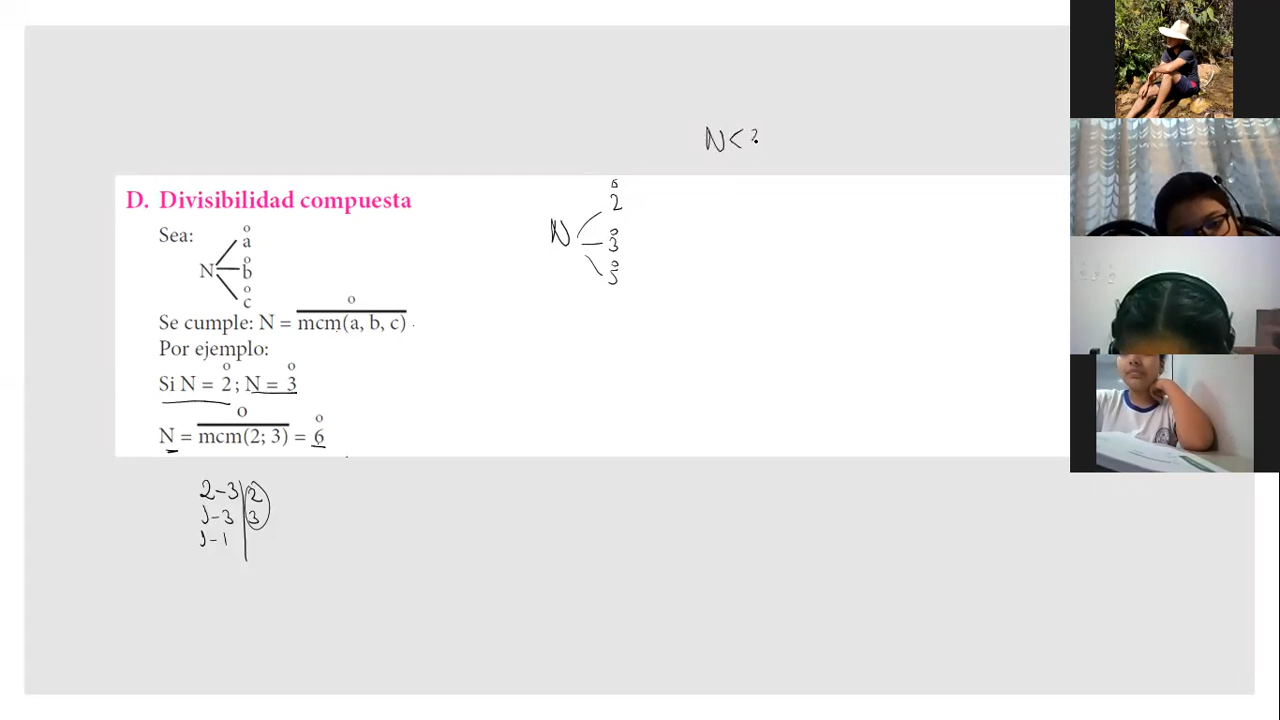 N < 2
D. Divisibilidad compuesta
Sea:
N
o
a
o
b
o
c
Se cumple: N = mcm(a, b, c)
o
Por ejemplo:
Si N = 2; N = 3
o o
N = mcm(2; 3) = 6
o o
2-3 | 2
1-3 | 3
1-1 |
N
o
2
o
3
o
5